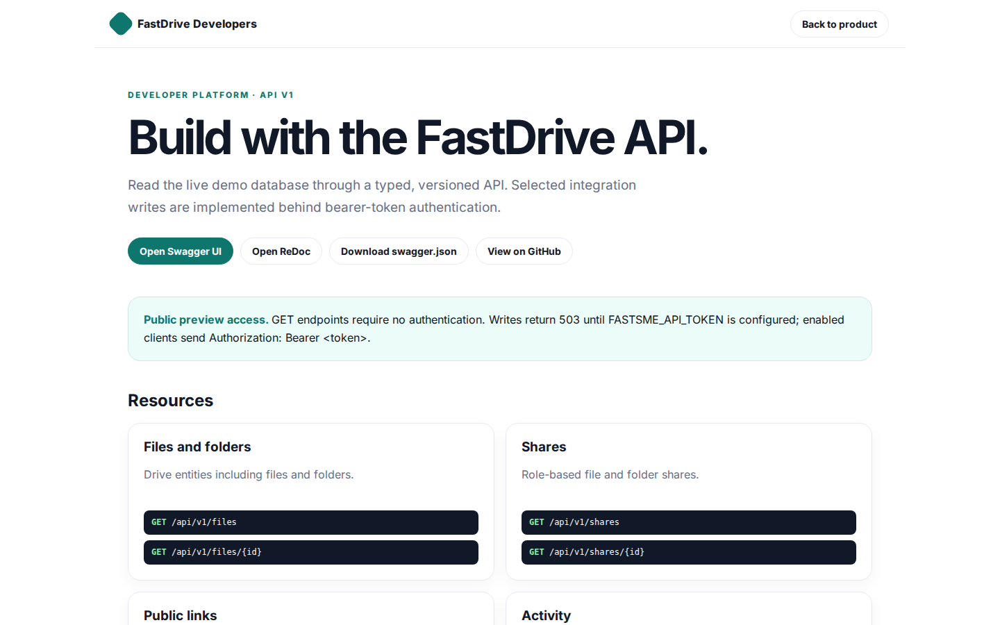 FastDrive Developers
Back to product
DEVELOPER PLATFORM · API V1
Build with the FastDrive API.
Read the live demo database through a typed, versioned API. Selected integration
writes are implemented behind bearer-token authentication.
Open Swagger UI
Open ReDoc
Download swagger.json
View on GitHub
Public preview access. GET endpoints require no authentication. Writes return 503 until FASTSME_API_TOKEN is configured; enabled
clients send Authorization: Bearer <token>.
Resources
Files and folders
Drive entities including files and folders.
GET /api/v1/files
GET /api/v1/files/{id}
Shares
Role-based file and folder shares.
GET /api/v1/shares
GET /api/v1/shares/{id}
Public links
Activity